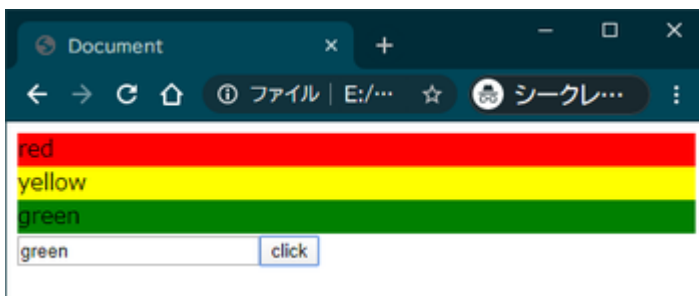 Document
ファイル | E:/… シークレ…
red
yellow
green
green click